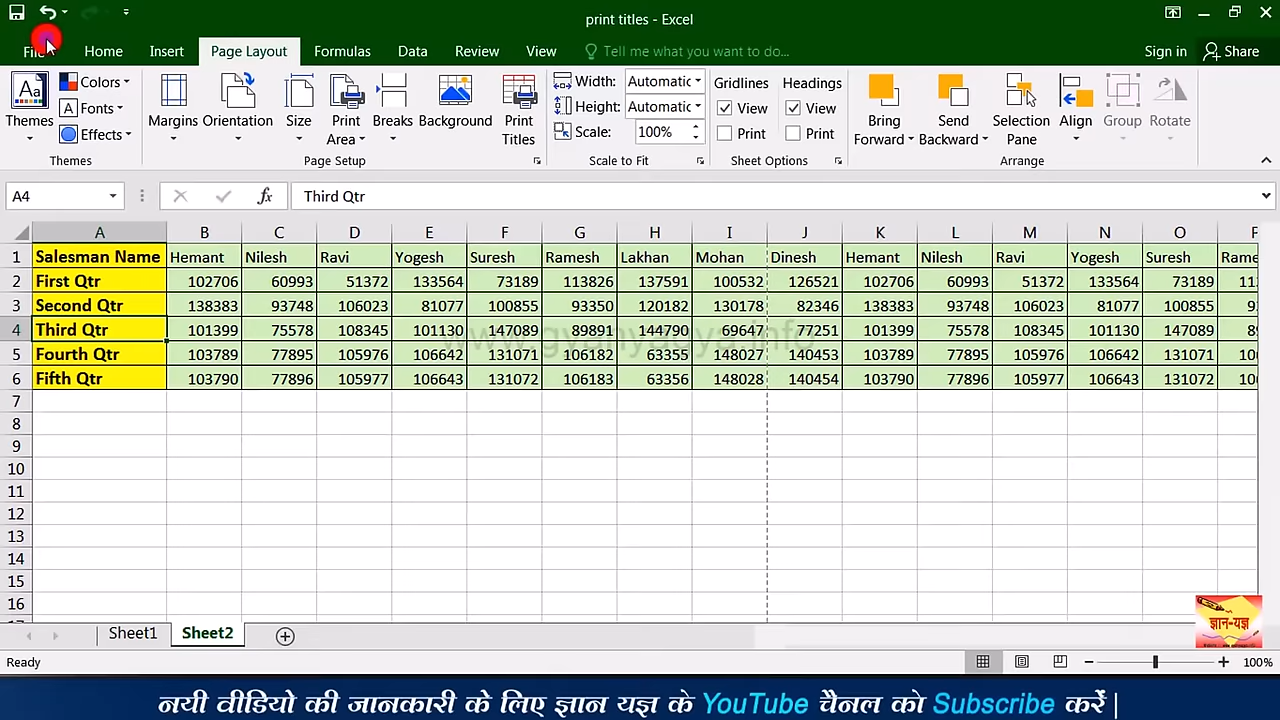 print titles - Excel
File Home Insert Page Layout Formulas Data Review View Tell me what you want to do... Sign in Share
Themes Colors Fonts Effects Themes
Margins Orientation Size Print Area Breaks Background Print Titles Page Setup
Width: Automatic Height: Automatic Scale: 100% Scale to Fit
Gridlines Headings View View Print Print Sheet Options
Bring Forward Send Backward Selection Pane Align Group Rotate Arrange
A4 fx Third Qtr
A B C D E F G H I J K L M N O P
1 Salesman Name Hemant Nilesh Ravi Yogesh Suresh Ramesh Lakhan Mohan Dinesh Hemant Nilesh Ravi Yogesh Suresh Rame
2 First Qtr 102706 60993 51372 133564 73189 113826 137591 100532 126521 102706 60993 51372 133564 73189 11
3 Second Qtr 138383 93748 106023 81077 100855 93350 120182 130178 82346 138383 93748 106023 81077 100855 9
4 Third Qtr 101399 75578 108345 101130 147089 89891 144790 69647 77251 101399 75578 108345 101130 147089 8
5 Fourth Qtr 103789 77895 105976 106642 131071 106182 63355 148027 140453 103789 77895 105976 106642 131071 10
6 Fifth Qtr 103790 77896 105977 106643 131072 106183 63356 148028 140454 103790 77896 105977 106643 131072 10
www.gyanyagya.info
7
8
9
10
11
12
13
14
15
16
ज्ञान-यज्ञ
Sheet1 Sheet2
Ready 100%
नयी वीडियो की जानकारी के लिए ज्ञान यज्ञ के YouTube चैनल को Subscribe करें |